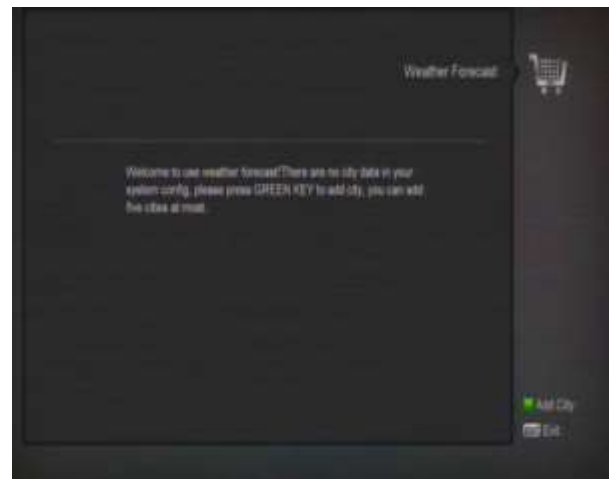 Weather Forecast
Welcome to use weather forecast!There are no city data in your
system config, please press GREEN KEY to add city, you can add
five cities at most.
Add City
Exit